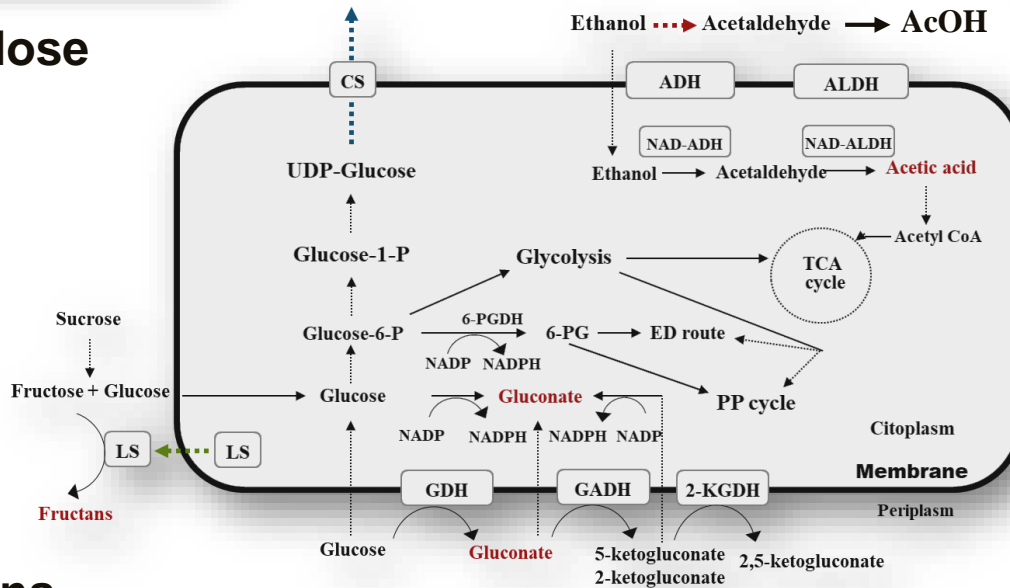 Ethanol Acetaldehyde AcOH
CS
ADH
ALDH
NAD-ADH
NAD-ALDH
Ethanol Acetaldehyde Acetic acid
UDP-Glucose
Acetyl CoA
Glucose-1-P
Glycolysis
TCA
cycle
Sucrose
Glucose-6-P
6-PGDH
6-PG
ED route
NADP NADPH
Fructose + Glucose
Glucose
Gluconate
PP cycle
NADP NADPH NADPH NADP
Citoplasm
LS
LS
Membrane
GDH
GADH
2-KGDH
Periplasm
Fructans
Glucose
Gluconate
5-ketogluconate
2-ketogluconate
2,5-ketogluconate